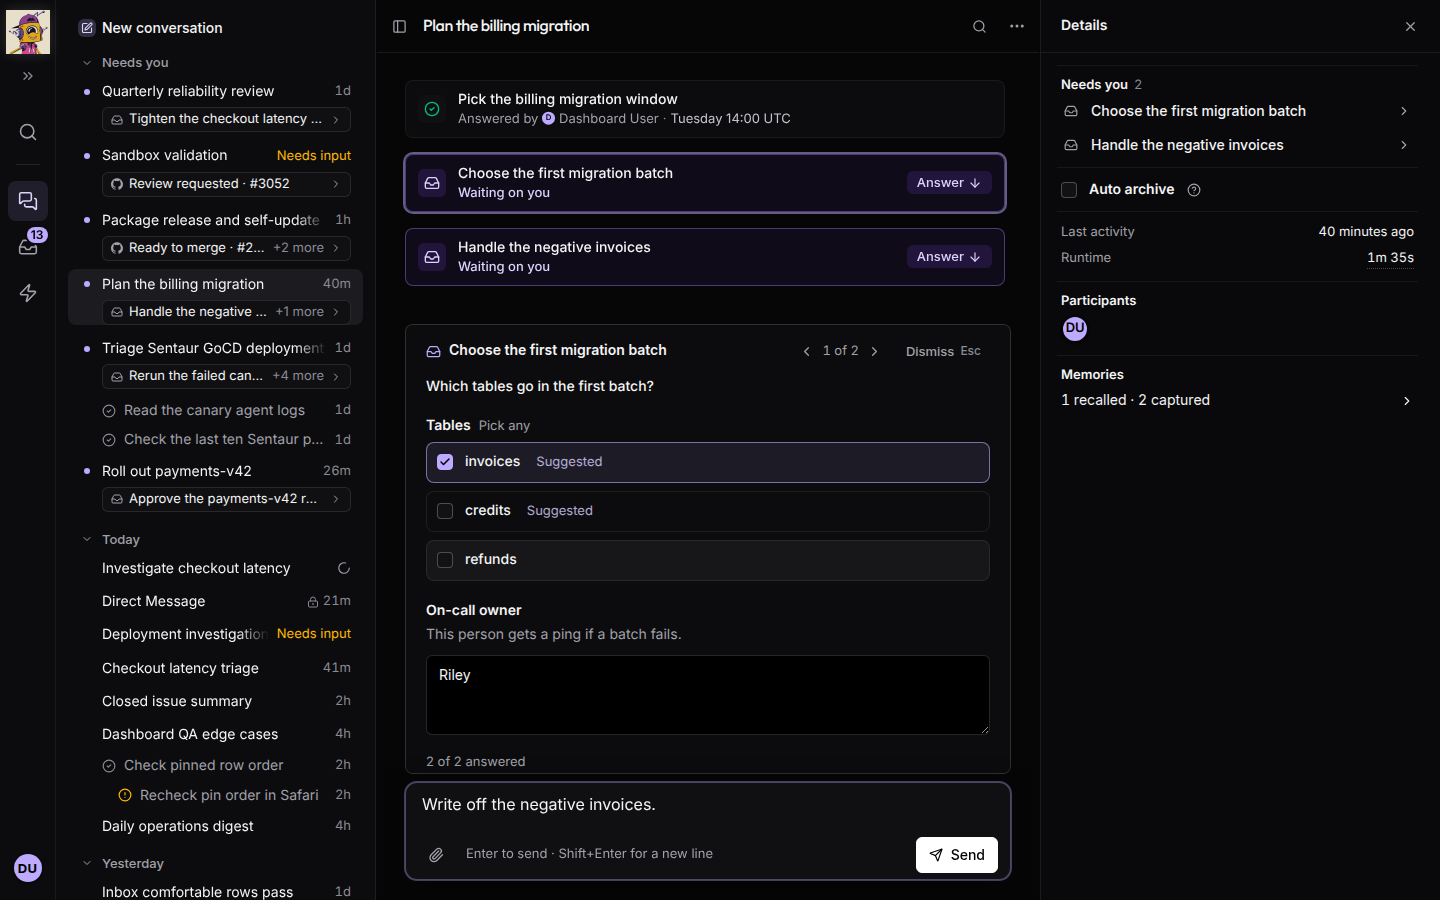 New conversation
Needs you
Quarterly reliability review 1d
Tighten the checkout latency ...
Sandbox validation Needs input
Review requested · #3052
Package release and self-update 1h
Ready to merge · #2... +2 more
Plan the billing migration 40m
Handle the negative ... +1 more
Triage Sentaur GoCD deployment 1d
Rerun the failed can... +4 more
Read the canary agent logs 1d
Check the last ten Sentaur p... 1d
Roll out payments-v42 26m
Approve the payments-v42 r...
Today
Investigate checkout latency
Direct Message 21m
Deployment investigation Needs input
Checkout latency triage 41m
Closed issue summary 2h
Dashboard QA edge cases 4h
Check pinned row order 2h
Recheck pin order in Safari 2h
Daily operations digest 4h
Yesterday
Inbox comfortable rows pass 1d
13
DU
Plan the billing migration
Pick the billing migration window
Answered by D Dashboard User · Tuesday 14:00 UTC
Choose the first migration batch
Waiting on you
Answer ↓
Handle the negative invoices
Waiting on you
Answer ↓
Choose the first migration batch 1 of 2 Dismiss Esc
Which tables go in the first batch?
Tables Pick any
invoices Suggested
credits Suggested
refunds
On-call owner
This person gets a ping if a batch fails.
Riley
2 of 2 answered
Write off the negative invoices.
Enter to send · Shift+Enter for a new line
Send
Details
Needs you 2
Choose the first migration batch
Handle the negative invoices
Auto archive
Last activity 40 minutes ago
Runtime 1m 35s
Participants
DU
Memories
1 recalled · 2 captured